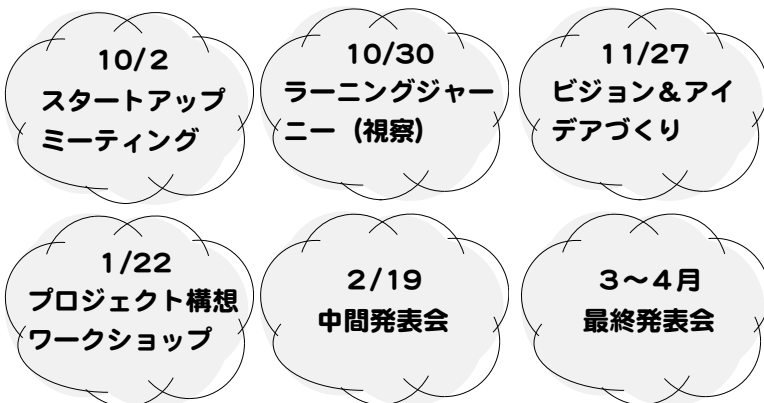 10/2
スタートアップ
ミーティング
10/30
ラーニングジャー
ニー（視察）
11/27
ビジョン＆アイ
デアづくり
1/22
プロジェクト構想
ワークショップ
2/19
中間発表会
3〜4月
最終発表会